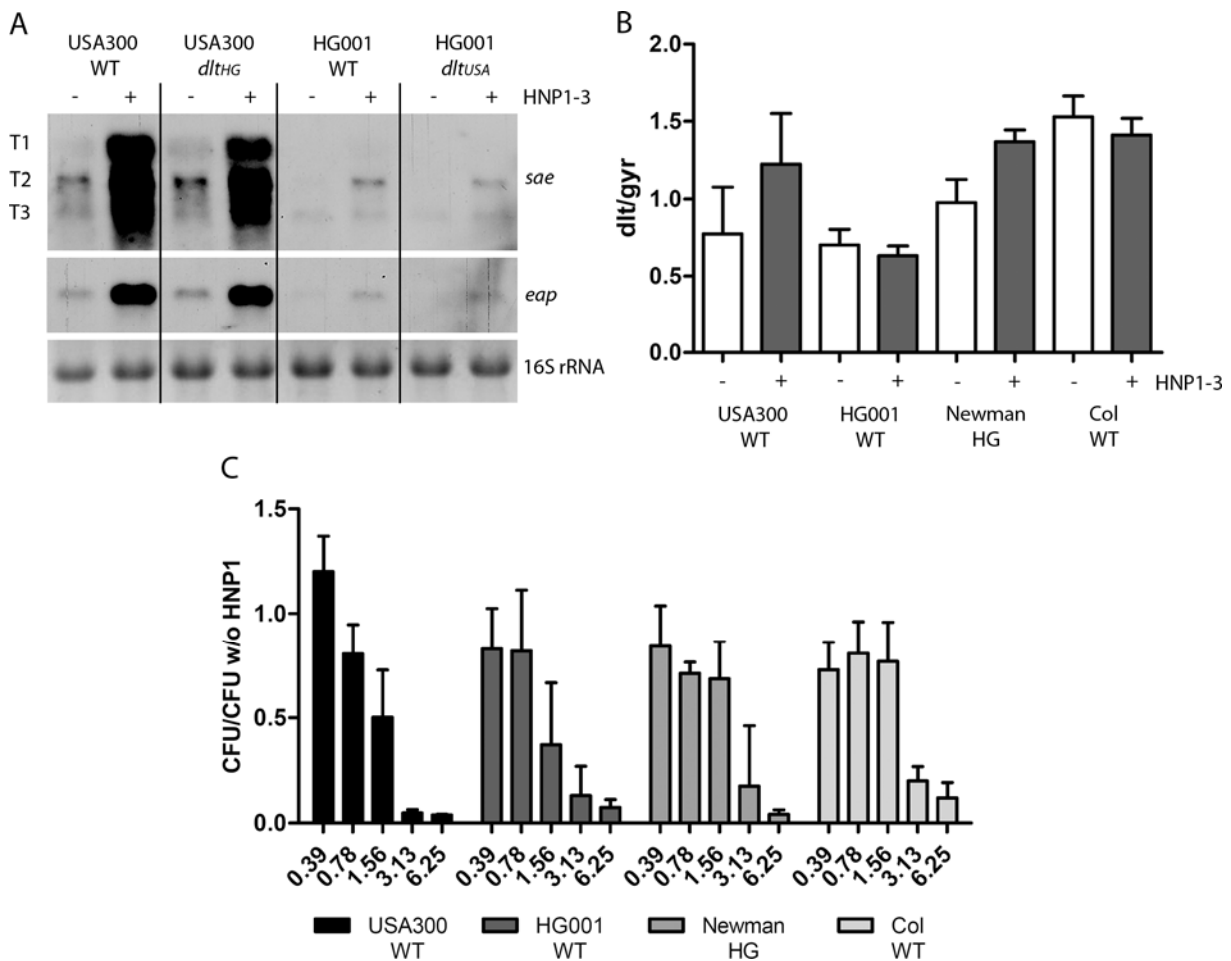 A
USA300 USA300 HG001 HG001
WT dltHG WT dltUSA
- + - + - + - + HNP1-3
T1
T2 sae
T3
eap
16S rRNA
B
dlt/gyr
2.0
1.5
1.0
0.5
0.0
- + - + - + - + HNP1-3
USA300 HG001 Newman Col
WT WT HG WT
C
CFU/CFU w/o HNP1
1.5
1.0
0.5
0.0
0.39 0.78 1.56 3.13 6.25 0.39 0.78 1.56 3.13 6.25 0.39 0.78 1.56 3.13 6.25 0.39 0.78 1.56 3.13 6.25
USA300 HG001 Newman Col
WT WT HG WT